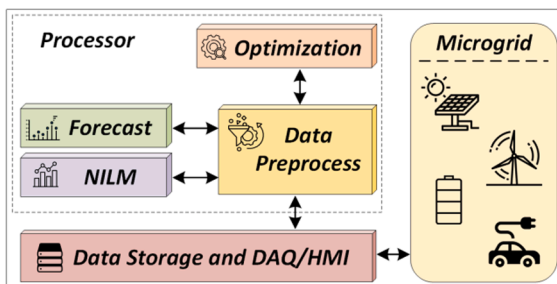 Processor
Optimization
Microgrid
Forecast
Data
Preprocess
NILM
Data Storage and DAQ/HMI